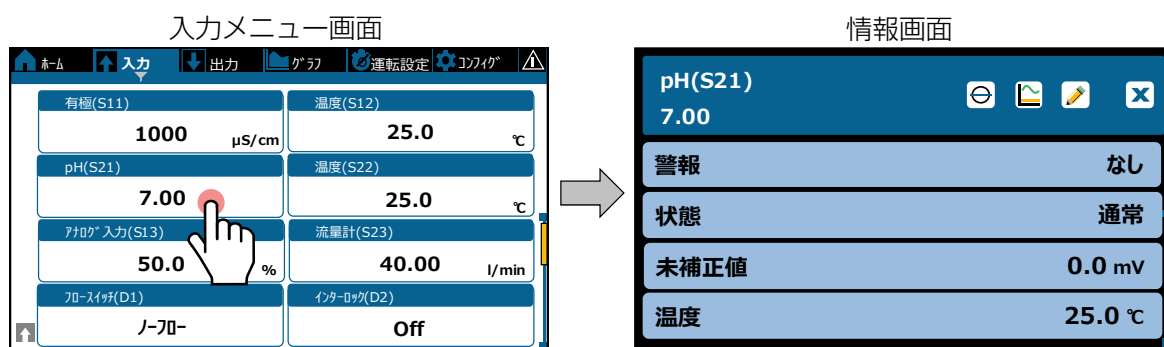 入力メニュー画面
情報画面
ﾎｰﾑ 入力 出力 ｸﾞﾗﾌ 運転設定 ｺﾝﾌｨｸﾞ
有極(S11) 温度(S12)
1000 µS/cm 25.0 ℃
pH(S21) 温度(S22)
7.00 25.0 ℃
ｱﾅﾛｸﾞ入力(S13) 流量計(S23)
50.0 % 40.00 l/min
ﾌﾛｰｽｲｯﾁ(D1) ｲﾝﾀｰﾛｯｸ(D2)
ﾉｰﾌﾛｰ Off
pH(S21)
7.00
警報 なし
状態 通常
未補正値 0.0 mV
温度 25.0 ℃